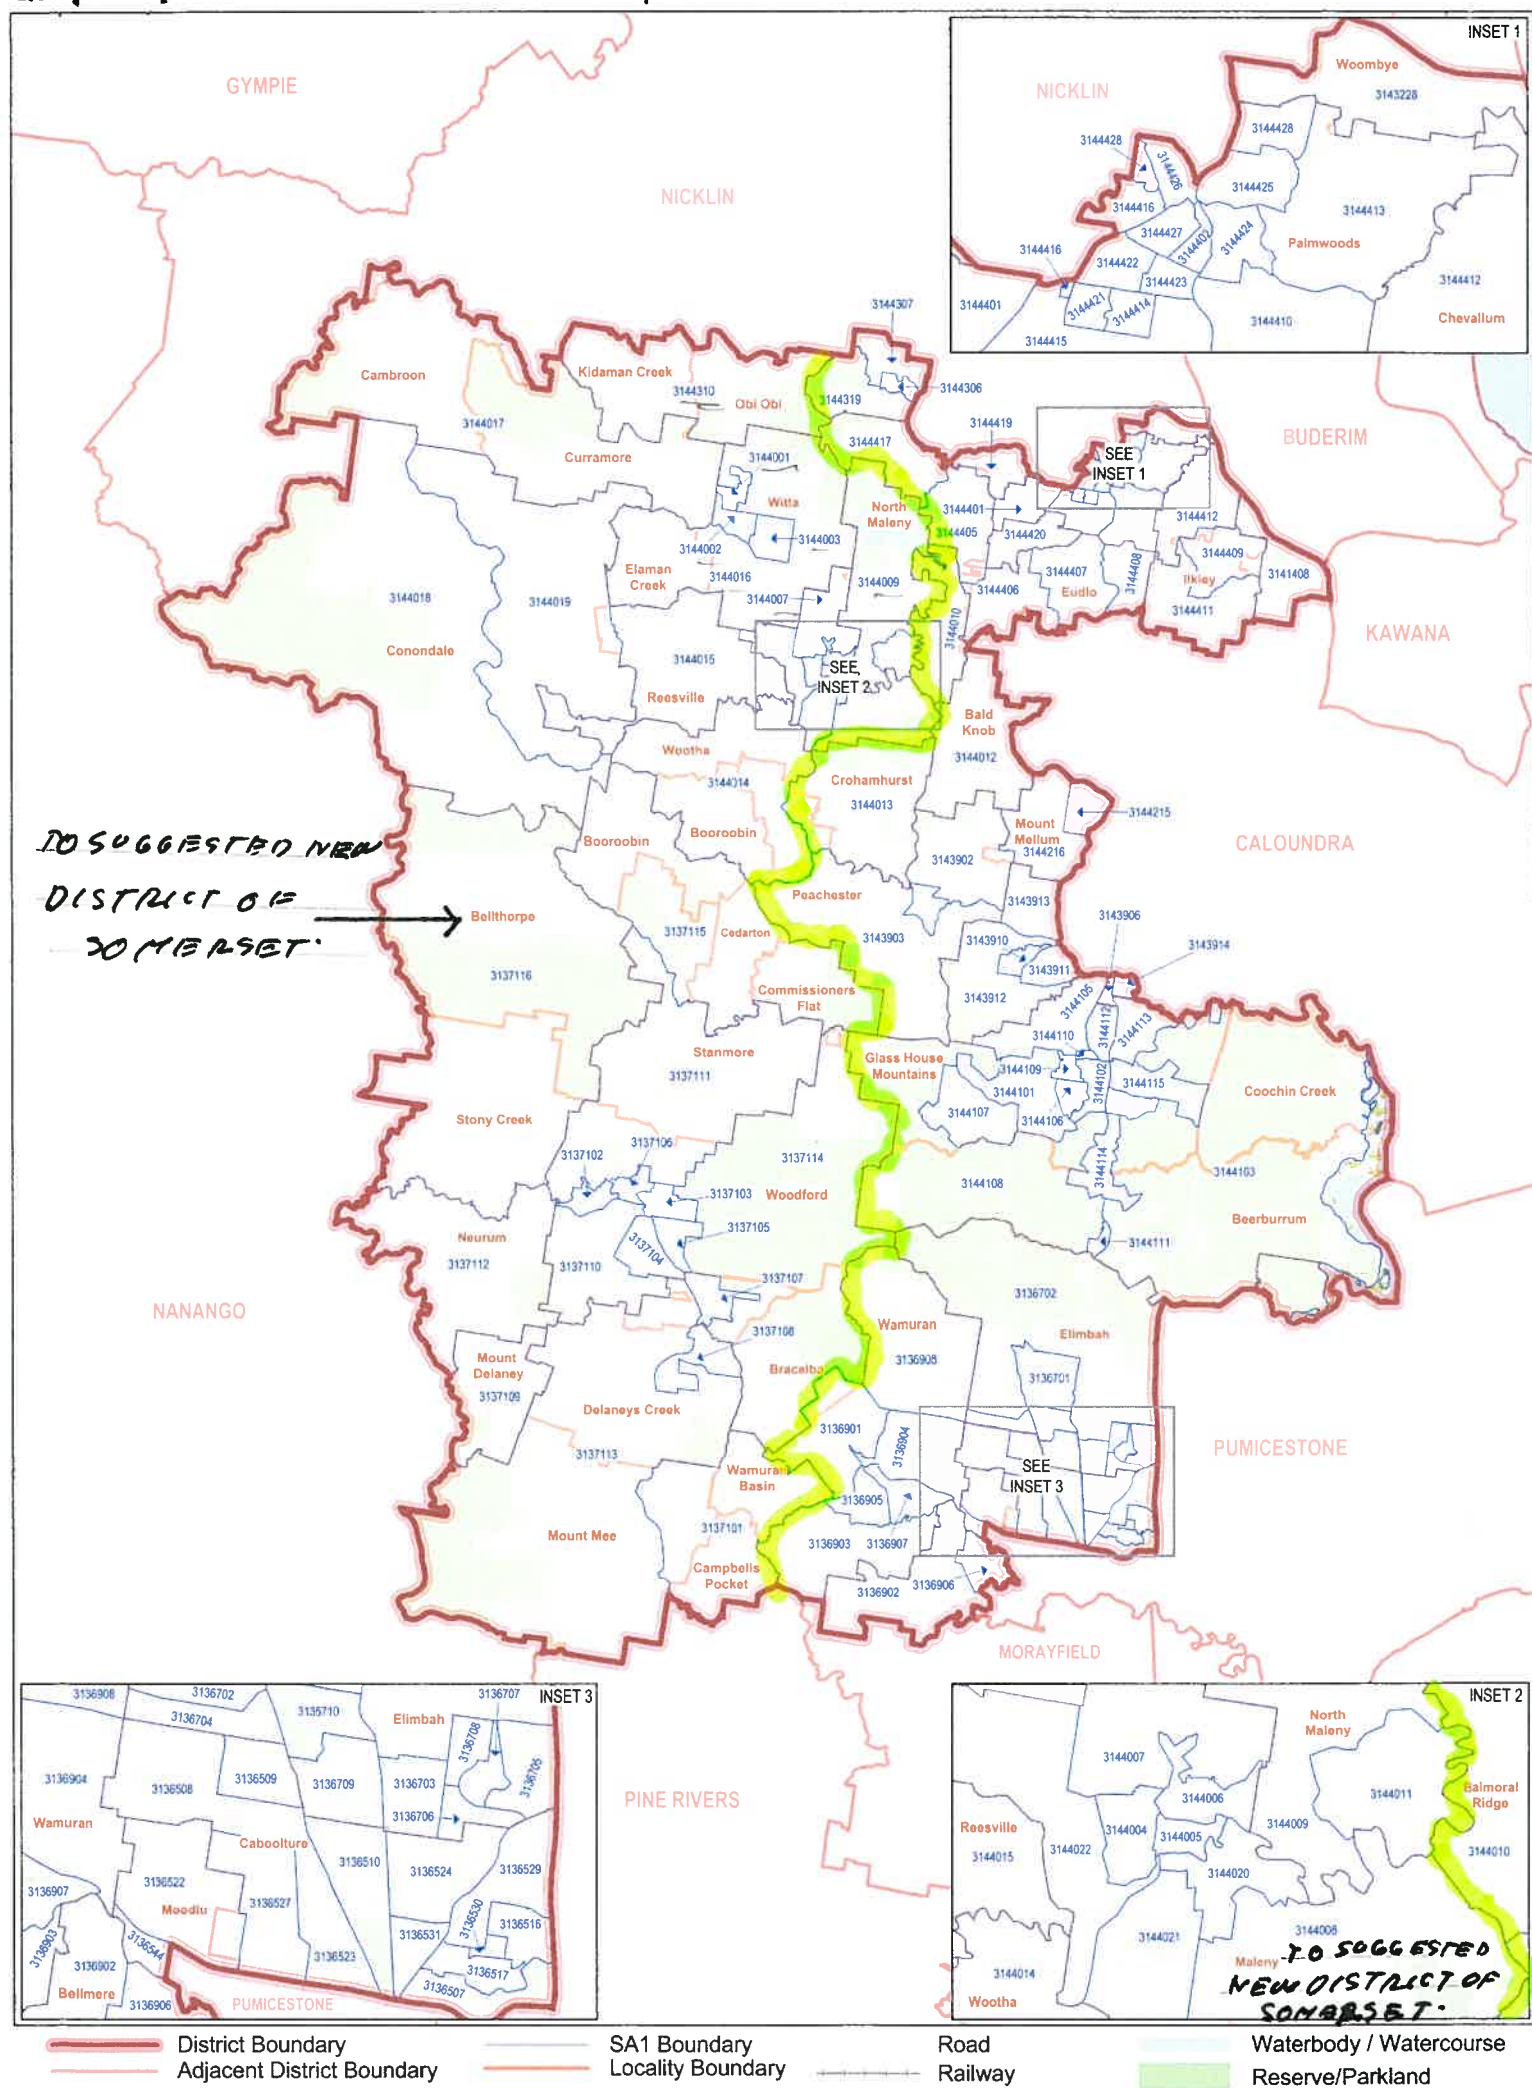 INSET 1
Woombye
3143228
NICKLIN
3144428
3144428
3144426
3144425
3144416
3144413
3144427
3144402
3144424
Palmwoods
3144416
3144422
3144423
3144412
3144401
3144421
3144414
3144410
Chevallum
3144415
GYMPIE
NICKLIN
3144307
Cambroon
Kidaman Creek
3144310
Obi Obi
3144319
3144306
3144017
3144419
3144417
BUDERIM
SEE
INSET 1
Curramore
3144001
Witta
North
Maleny
3144401
3144412
3144002
3144003
3144405
3144420
3144409
Elaman
Creek
3144016
3144009
3144407
3144408
Ilkley
3141408
3144018
3144019
3144007
3144406
Eudlo
3144411
3144010
KAWANA
Conondale
3144015
SEE
INSET 2
Reesville
Bald
Knob
Wootha
3144012
3144014
Crohamhurst
3144013
3144215
Booroobin
Booroobin
Mount
Mellum
3144216
CALOUNDRA
TO SUGGESTED NEW
DISTRICT OF
SOMERSET.
3143902
Peachester
3143913
Bellthorpe
3137115
Cedarton
3143903
3143906
3143910
3143914
3137116
Commissioners
Flat
3143911
3143912
3144105
3144112
3144113
3144110
Stanmore
3137111
Glass House
Mountains
3144109
3144102
3144115
Coochin Creek
3144101
3144107
3144106
Stony Creek
3137106
3137102
3137114
3144114
3144103
3144108
3137103
Woodford
3137105
Beerburrum
Neurum
3137104
3144111
3137112
3137110
3137107
3136702
NANANGO
Wamuran
3137108
Elimbah
Mount
Delaney
3136908
Bracalba
3137109
3136701
Delaneys Creek
3136901
3136904
3137113
PUMICESTONE
SEE
INSET 3
Wamuran
Basin
3136905
3137101
Mount Mee
3136903
3136907
Campbells
Pocket
3136902
3136906
MORAYFIELD
PINE RIVERS
INSET 3
3136908
3136702
3136707
3136704
3135710
Elimbah
3136708
3136904
3136508
3136509
3136709
3136703
3136705
3136706
Wamuran
Caboolture
3136510
3136524
3136529
3136907
3136522
Moodlu
3136527
3136530
3136516
3136531
3136903
3136544
3136902
3136523
3136517
3136507
Bellmere
3136906
PUMICESTONE
INSET 2
North
Maleny
3144007
3144006
3144011
Balmoral
Ridge
Reesville
3144004
3144005
3144009
3144015
3144022
3144010
3144020
3144021
3144008
3144014
Maleny
Wootha
TO SUGGESTED
NEW DISTRICT OF
SOMERSET.
District Boundary
SA1 Boundary
Road
Waterbody / Watercourse
Adjacent District Boundary
Locality Boundary
Railway
Reserve/Parkland